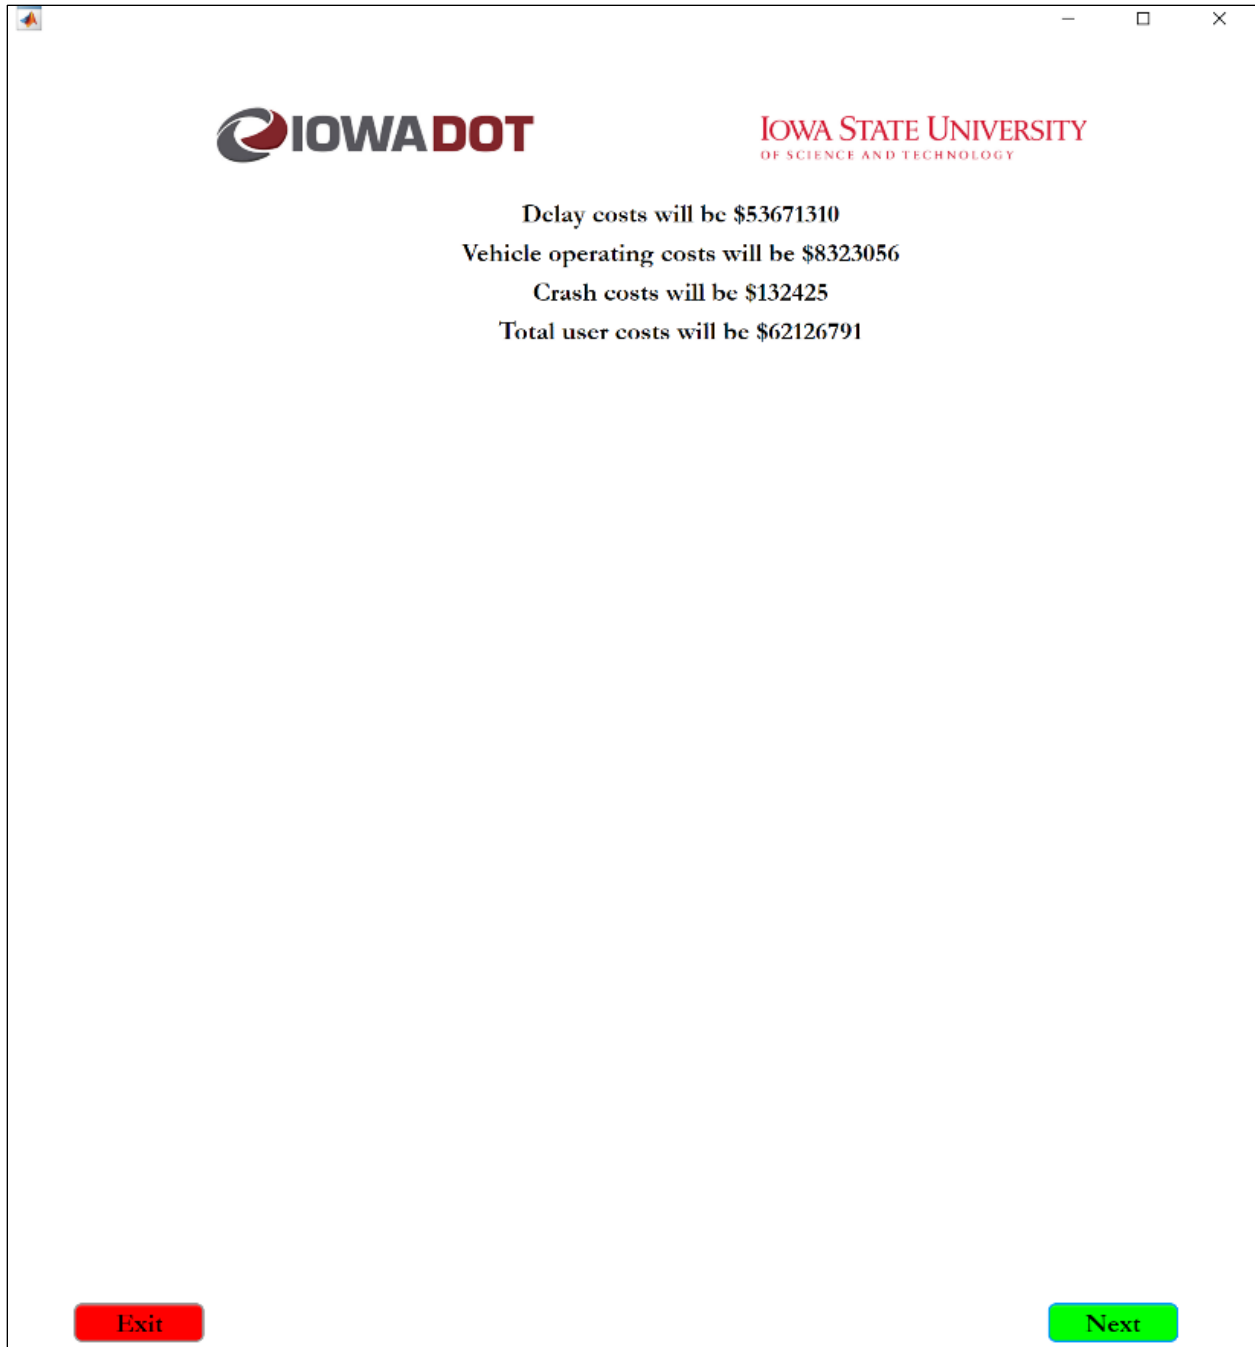 IOWADOT
IOWA STATE UNIVERSITY
OF SCIENCE AND TECHNOLOGY
Delay costs will be $53671310
Vehicle operating costs will be $8323056
Crash costs will be $132425
Total user costs will be $62126791
Exit
Next